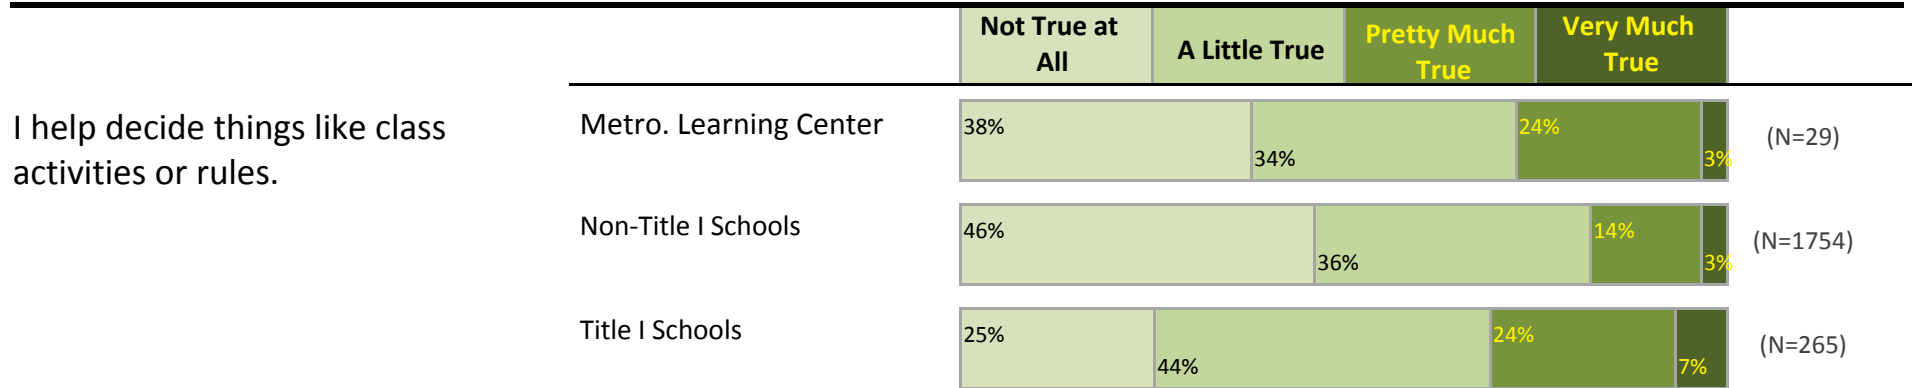 Not True at
All
A Little True
Pretty Much
True
Very Much
True
I help decide things like class
activities or rules.
Metro. Learning Center
38%
34%
24%
3%
(N=29)
Non-Title I Schools
46%
36%
14%
3%
(N=1754)
Title I Schools
25%
44%
24%
7%
(N=265)